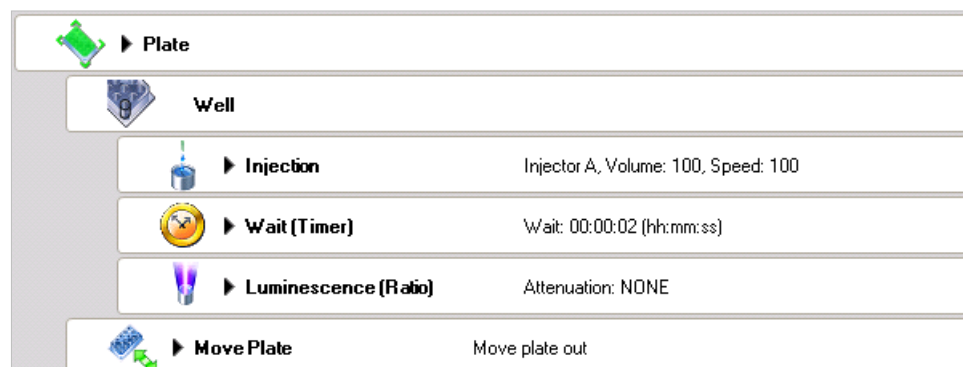 Plate
Well
Injection Injector A, Volume: 100, Speed: 100
Wait (Timer) Wait: 00:00:02 (hh:mm:ss)
Luminescence (Ratio) Attenuation: NONE
Move Plate Move plate out